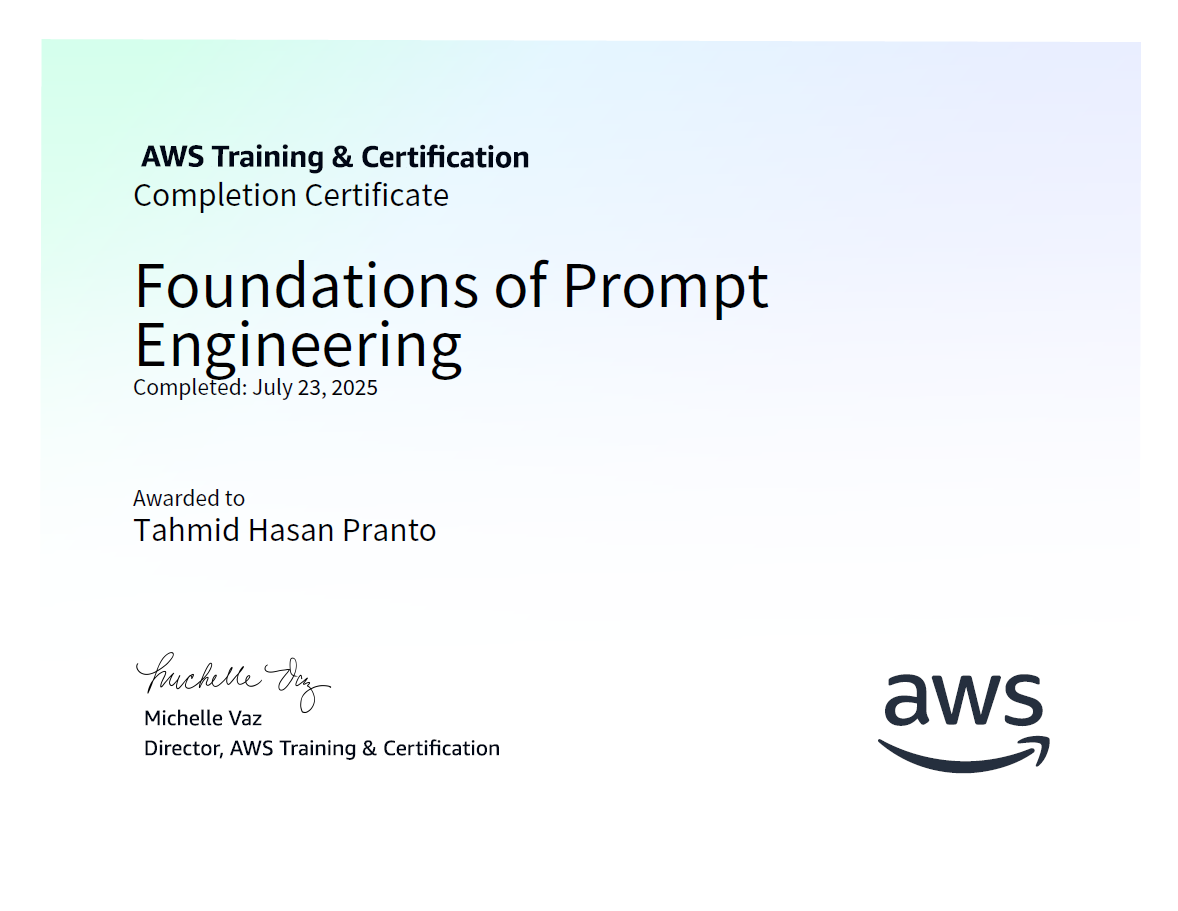 AWS Training & Certification
Completion Certificate
Foundations of Prompt
Engineering
Completed: July 23, 2025
Awarded to
Tahmid Hasan Pranto
Michelle Vaz
Michelle Vaz
Director, AWS Training & Certification
aws